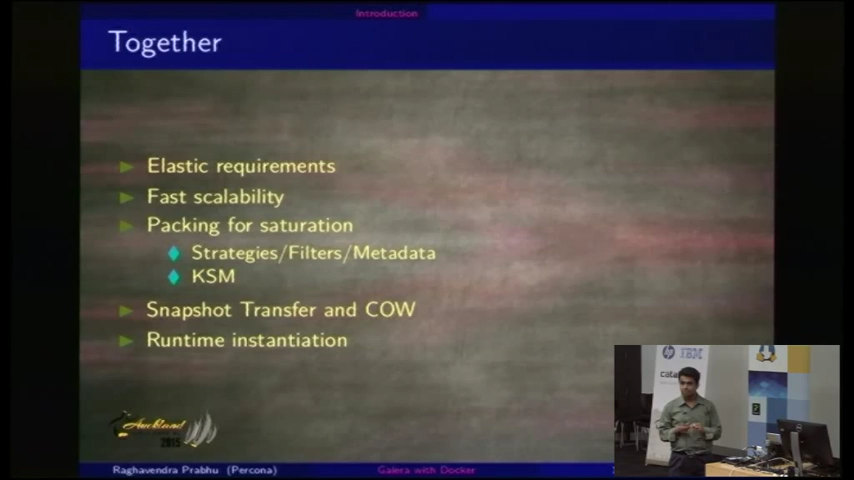 Introduction
Together
Elastic requirements
Fast scalability
Packing for saturation
Strategies/Filters/Metadata
KSM
Snapshot Transfer and COW
Runtime instantiation
Auckland
2015
Raghavendra Prabhu (Percona)
Galera with Docker
hp IBM